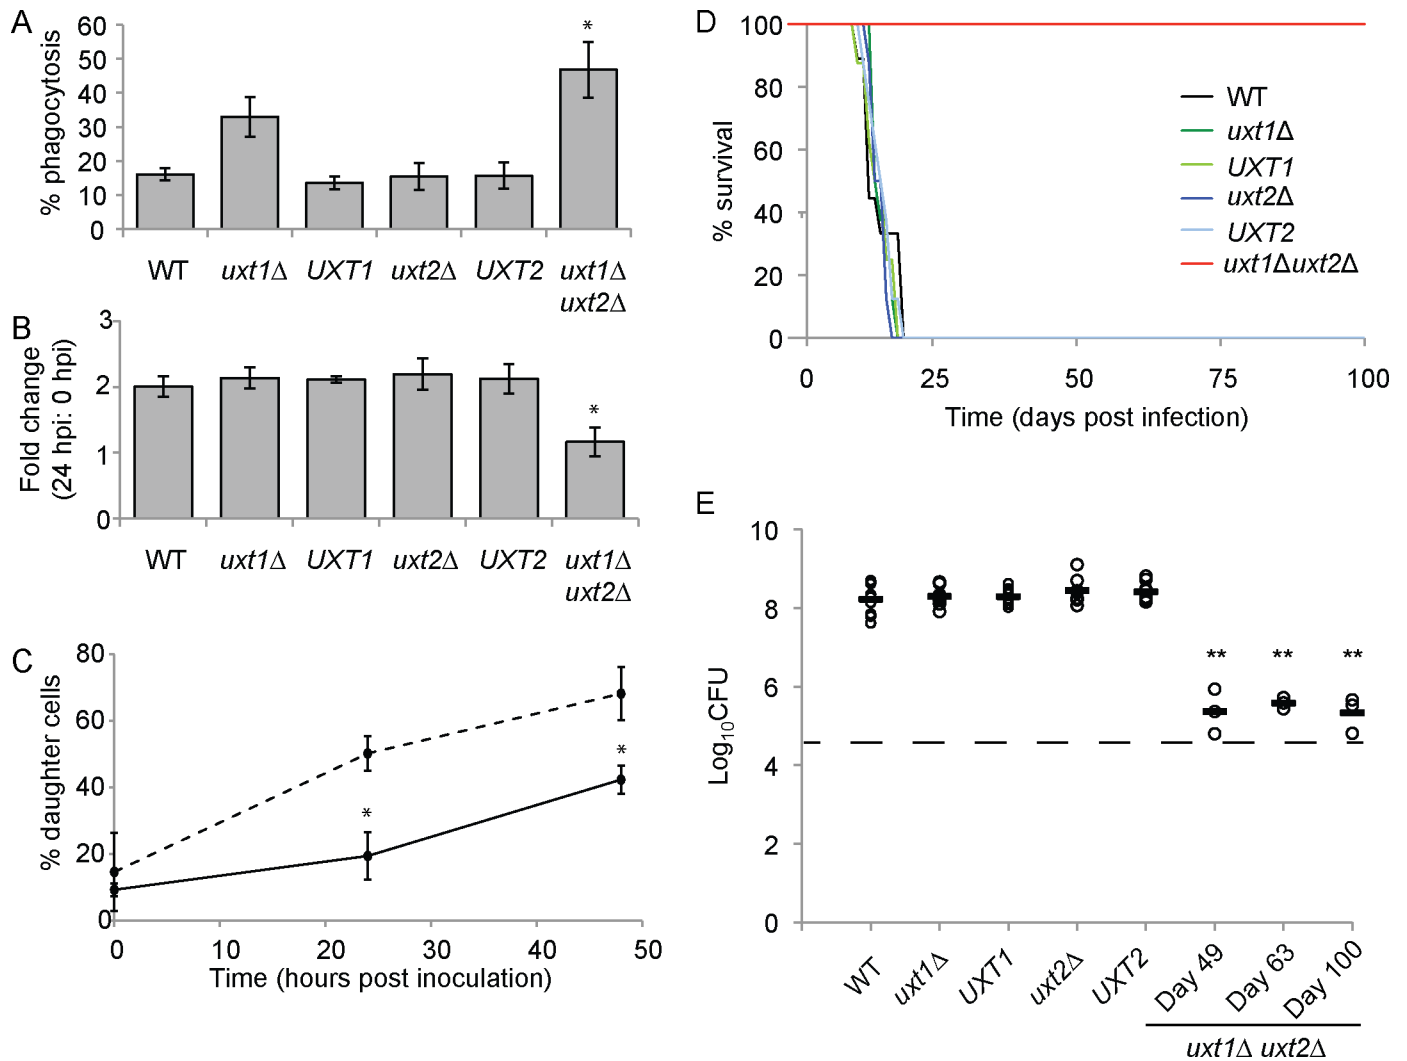 A
% phagocytosis
60
50
40
30
20
10
0
*
WT
uxt1Δ
UXT1
uxt2Δ
UXT2
uxt1Δ
uxt2Δ
B
Fold change
(24 hpi: 0 hpi)
3
2
1
0
*
WT
uxt1Δ
UXT1
uxt2Δ
UXT2
uxt1Δ
uxt2Δ
C
% daughter cells
80
60
40
20
0
*
*
0 10 20 30 40 50
Time (hours post inoculation)
D
% survival
100
80
60
40
20
0
WT
uxt1Δ
UXT1
uxt2Δ
UXT2
uxt1Δuxt2Δ
0 25 50 75 100
Time (days post infection)
E
Log10CFU
10
8
6
4
2
0
** ** **
WT
uxt1Δ
UXT1
uxt2Δ
UXT2
Day 49
Day 63
Day 100
uxt1Δ uxt2Δ